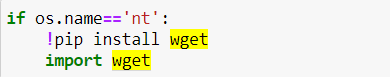 if os.name=='nt':
    !pip install wget
    import wget